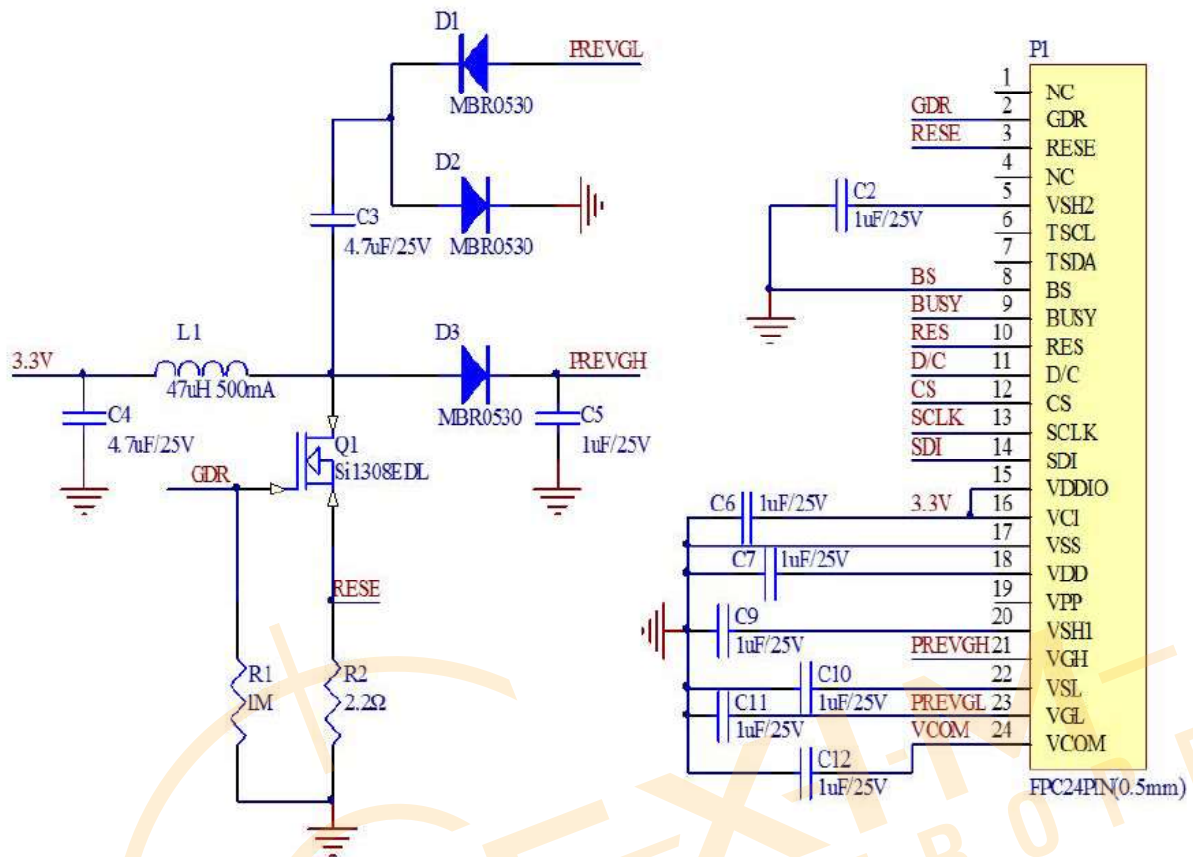 D1
PREVGL
MBR0530
D2
MBR0530
C3
4.7uF/25V
L1
3.3V
47uH 500mA
D3
PREVGH
MBR0530
C4
4.7uF/25V
C5
1uF/25V
Q1
Si1308EDL
GDR
RESE
R1
1M
R2
2.2Ω
P1
1 NC
GDR 2 GDR
RESE 3 RESE
4 NC
C2
1uF/25V
5 VSH2
6 TSCL
7 TSDA
BS 8 BS
BUSY 9 BUSY
RES 10 RES
D/C 11 D/C
CS 12 CS
SCLK 13 SCLK
SDI 14 SDI
15 VDDIO
C6 1uF/25V 3.3V 16 VCI
17 VSS
C7 1uF/25V 18 VDD
19 VPP
C9
1uF/25V
20 VSH1
PREVGH 21 VGH
C10
1uF/25V
22 VSL
C11
1uF/25V
PREVGL 23 VGL
VCOM 24 VCOM
C12
1uF/25V
FPC24PIN(0.5mm)